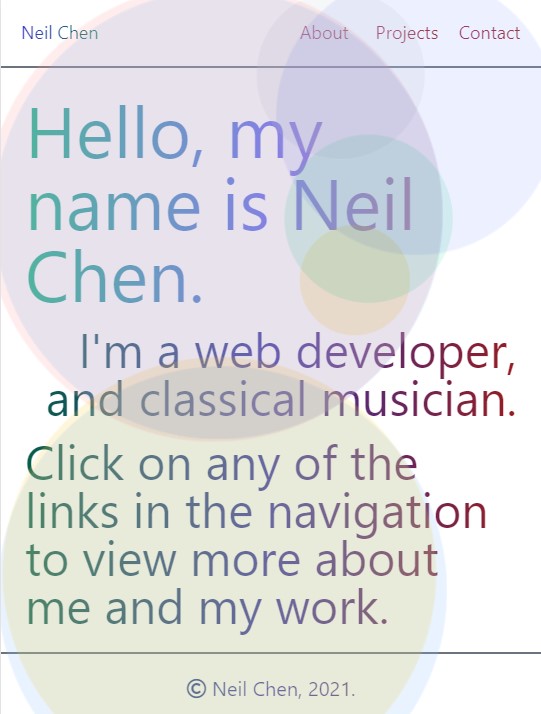 Neil Chen About Projects Contact
Hello, my
name is Neil
Chen.
I'm a web developer,
and classical musician.
Click on any of the
links in the navigation
to view more about
me and my work.
© Neil Chen, 2021.